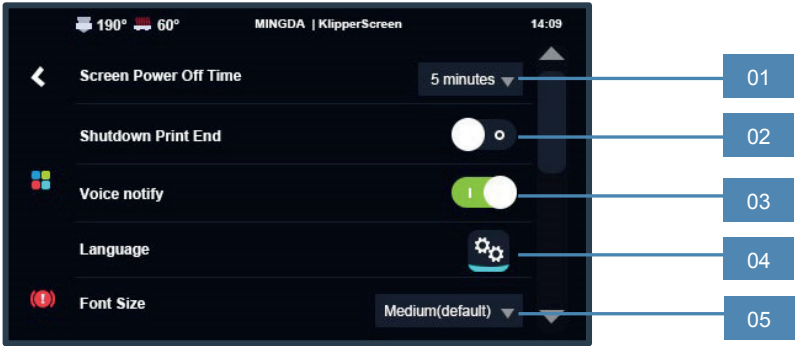 190° 60° MINGDA | KlipperScreen 14:09
Screen Power Off Time 5 minutes 01
Shutdown Print End 02
Voice notify 03
Language 04
Font Size Medium(default) 05